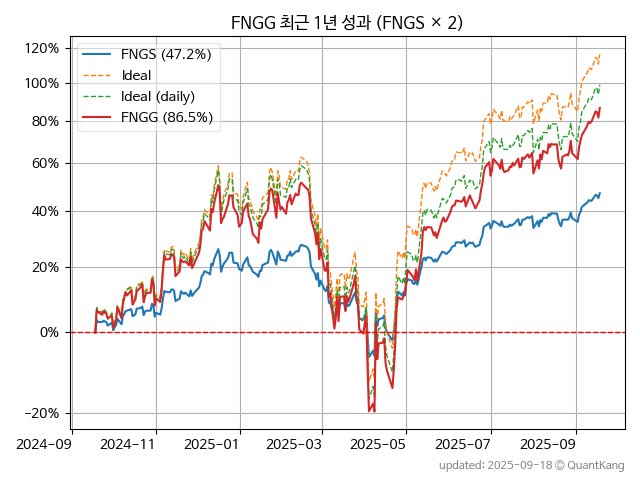 FNGG 최근 1년 성과 (FNGS × 2)
120%
100%
80%
60%
40%
20%
0%
−20%
FNGS (47.2%)
Ideal
Ideal (daily)
FNGG (86.5%)
2024-09
2024-11
2025-01
2025-03
2025-05
2025-07
2025-09
updated: 2025-09-18 ⓒ QuantKang